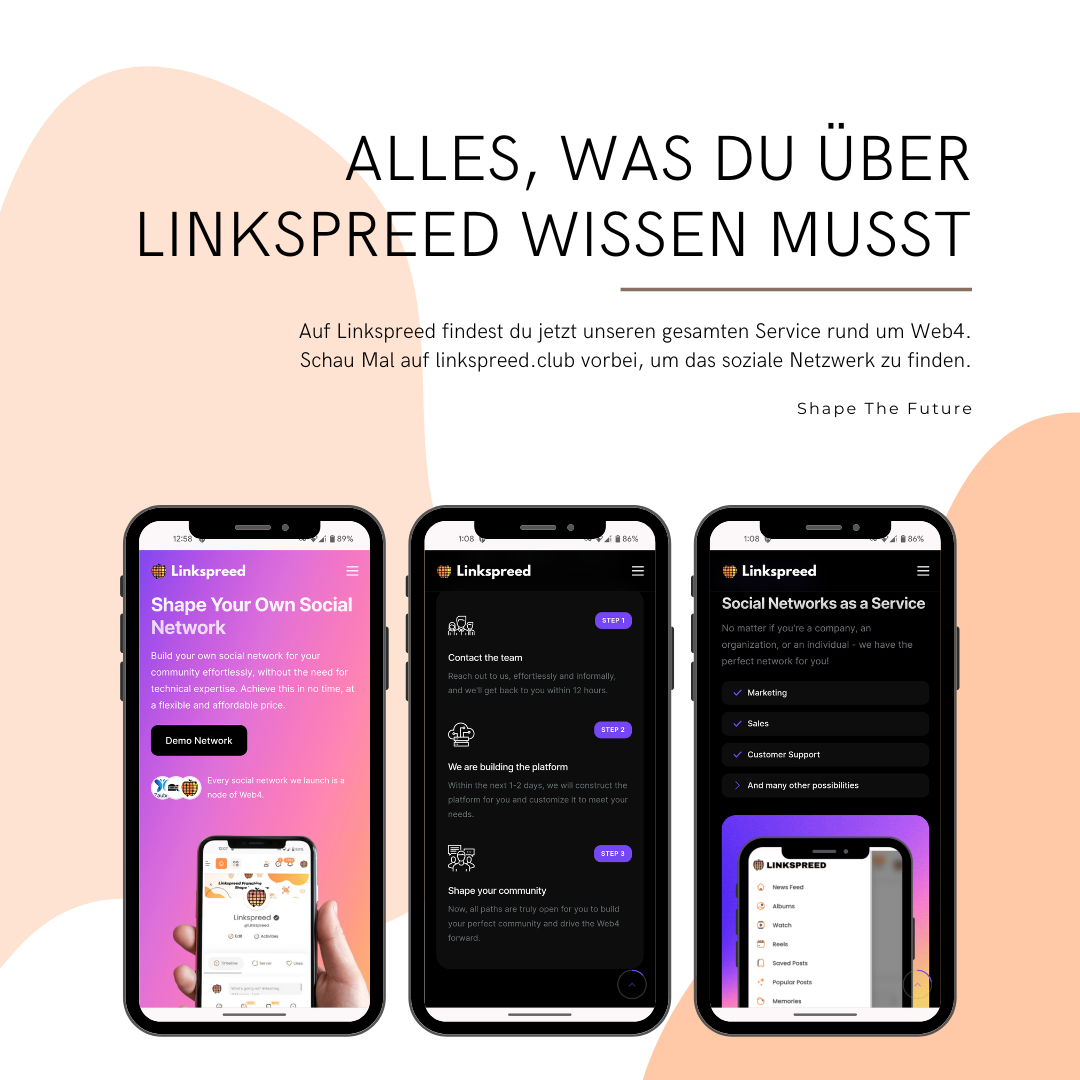 ALLES, WAS DU ÜBER
LINKSPREED WISSEN MUSST
Auf Linkspreed findest du jetzt unseren gesamten Service rund um Web4.
Schau Mal auf linkspreed.club vorbei, um das soziale Netzwerk zu finden.
Shape The Future
12:58 89%
Linkspreed
Shape Your Own Social
Network
Build your own social network for your
community effortlessly, without the need for
technical expertise. Achieve this in no time, at
a flexible and affordable price.
Demo Network
Every social network we launch is a
node of Web4.
Linkspreed
@linkspreed
Edit Activities
Timeline Server Likes
1:08 86%
Linkspreed
STEP 1
Contact the team
Reach out to us, effortlessly and informally,
and we'll get back to you within 12 hours.
STEP 2
We are building the platform
Within the next 1-2 days, we will construct the
platform for you and customize it to meet your
needs.
STEP 3
Shape your community
Now, all paths are truly open for you to build
your perfect community and drive the Web4
forward.
1:08 86%
Linkspreed
Social Networks as a Service
No matter if you're a company, an
organization, or an individual - we have the
perfect network for you!
Marketing
Sales
Customer Support
And many other possibilities
LINKSPREED
News Feed
Albums
Watch
Reels
Saved Posts
Popular Posts
Memories